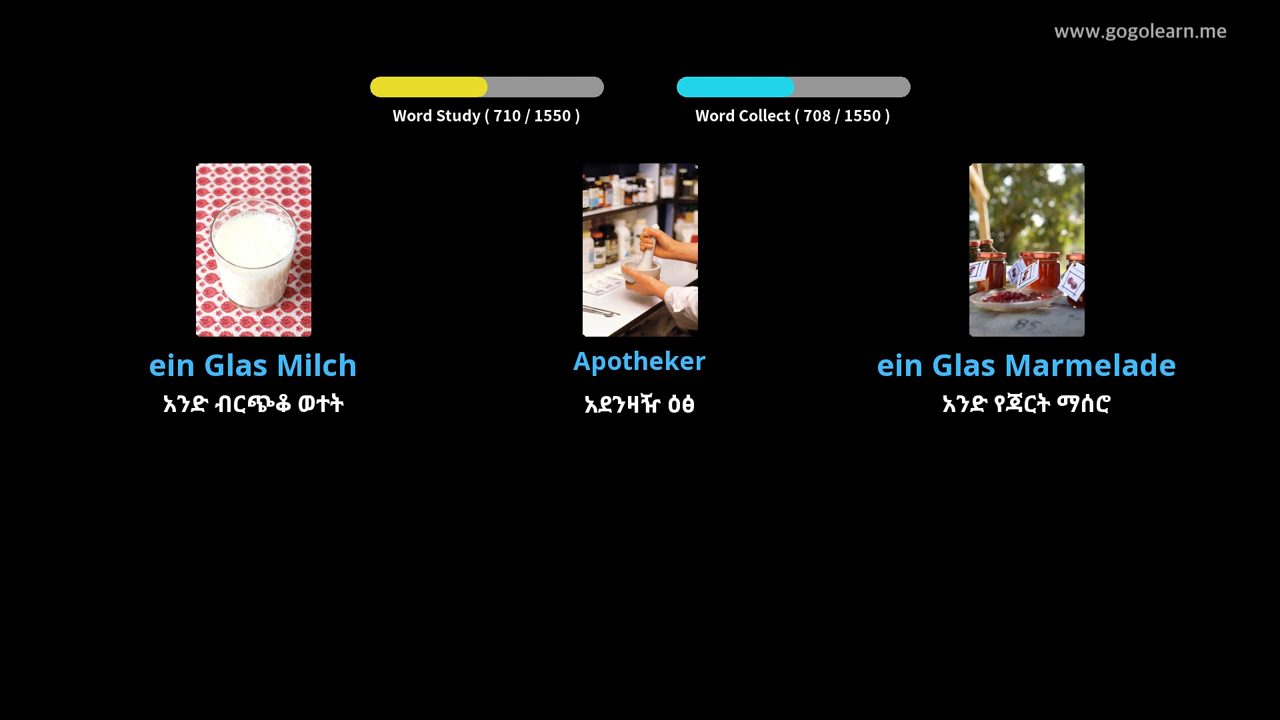 www.gogolearn.me
Word Study ( 710 / 1550 )
Word Collect ( 708 / 1550 )
ein Glas Milch
Apotheker
ein Glas Marmelade
አንድ ብርጭቆ ወተት
አደንዛዥ ዕፅ
አንድ የጃርት ማሰሮ